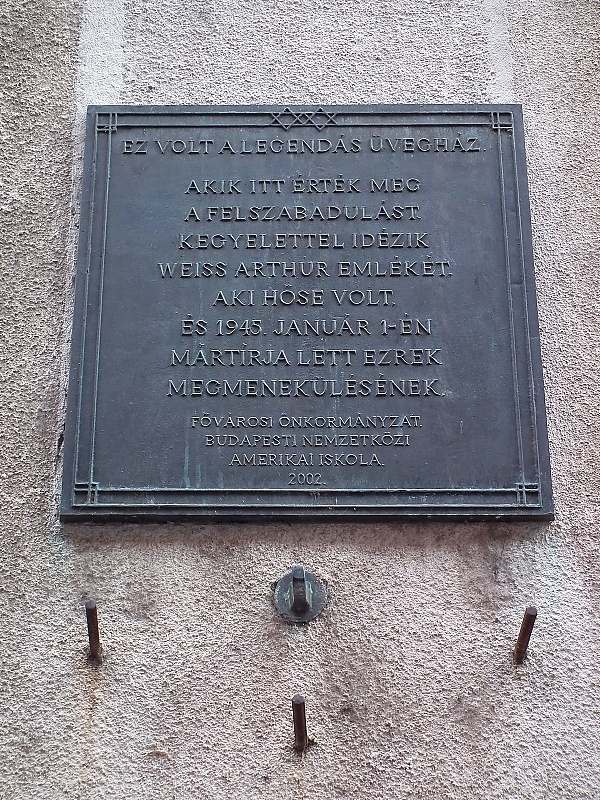 EZ VOLT A LEGENDÁS ÜVEGHÁZ.
AKIK ITT ÉRTÉK MEG
A FELSZABADULÁST.
KEGYELETTEL IDÉZIK
WEISS ARTHUR EMLÉKÉT.
AKI HŐSE VOLT.
ÉS 1945. JANUÁR 1-ÉN
MÁRTÍRJA LETT EZREK
MEGMENEKÜLÉSÉNEK.
FŐVÁROSI ÖNKORMÁNYZAT.
BUDAPESTI NEMZETKÖZI
AMERIKAI ISKOLA.
2002.